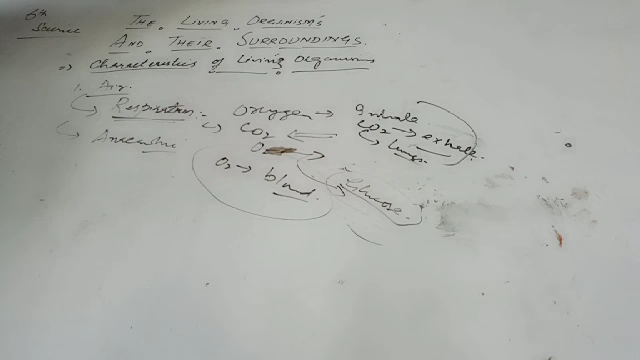 6th
Science
THE LIVING ORGANISMS
AND THEIR SURROUNDINGS.
=> Characteristics of Living Organisms
1. Air.
↳ Respiration - Oxygen → Inhale
↳ CO2 ← CO2 → exhale.
↳ Anaerobic ↳ Lungs.
O →
O2 → blood. Glucose.